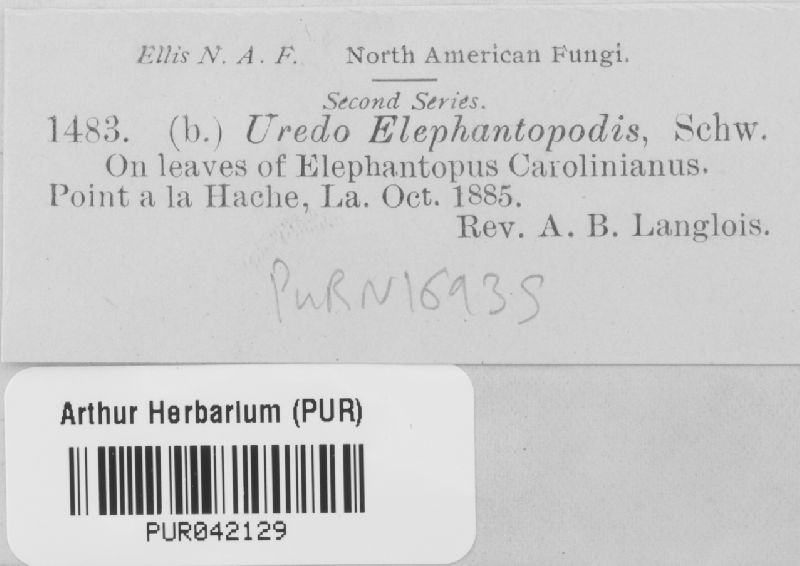 Ellis N. A. F. North American Fungi.
Second Series.
1483. (b.) Uredo Elephantopodis, Schw.
On leaves of Elephantopus Carolinianus.
Point a la Hache, La. Oct. 1885.
Rev. A. B. Langlois.
PURN16935
Arthur Herbarium (PUR)
PUR042129